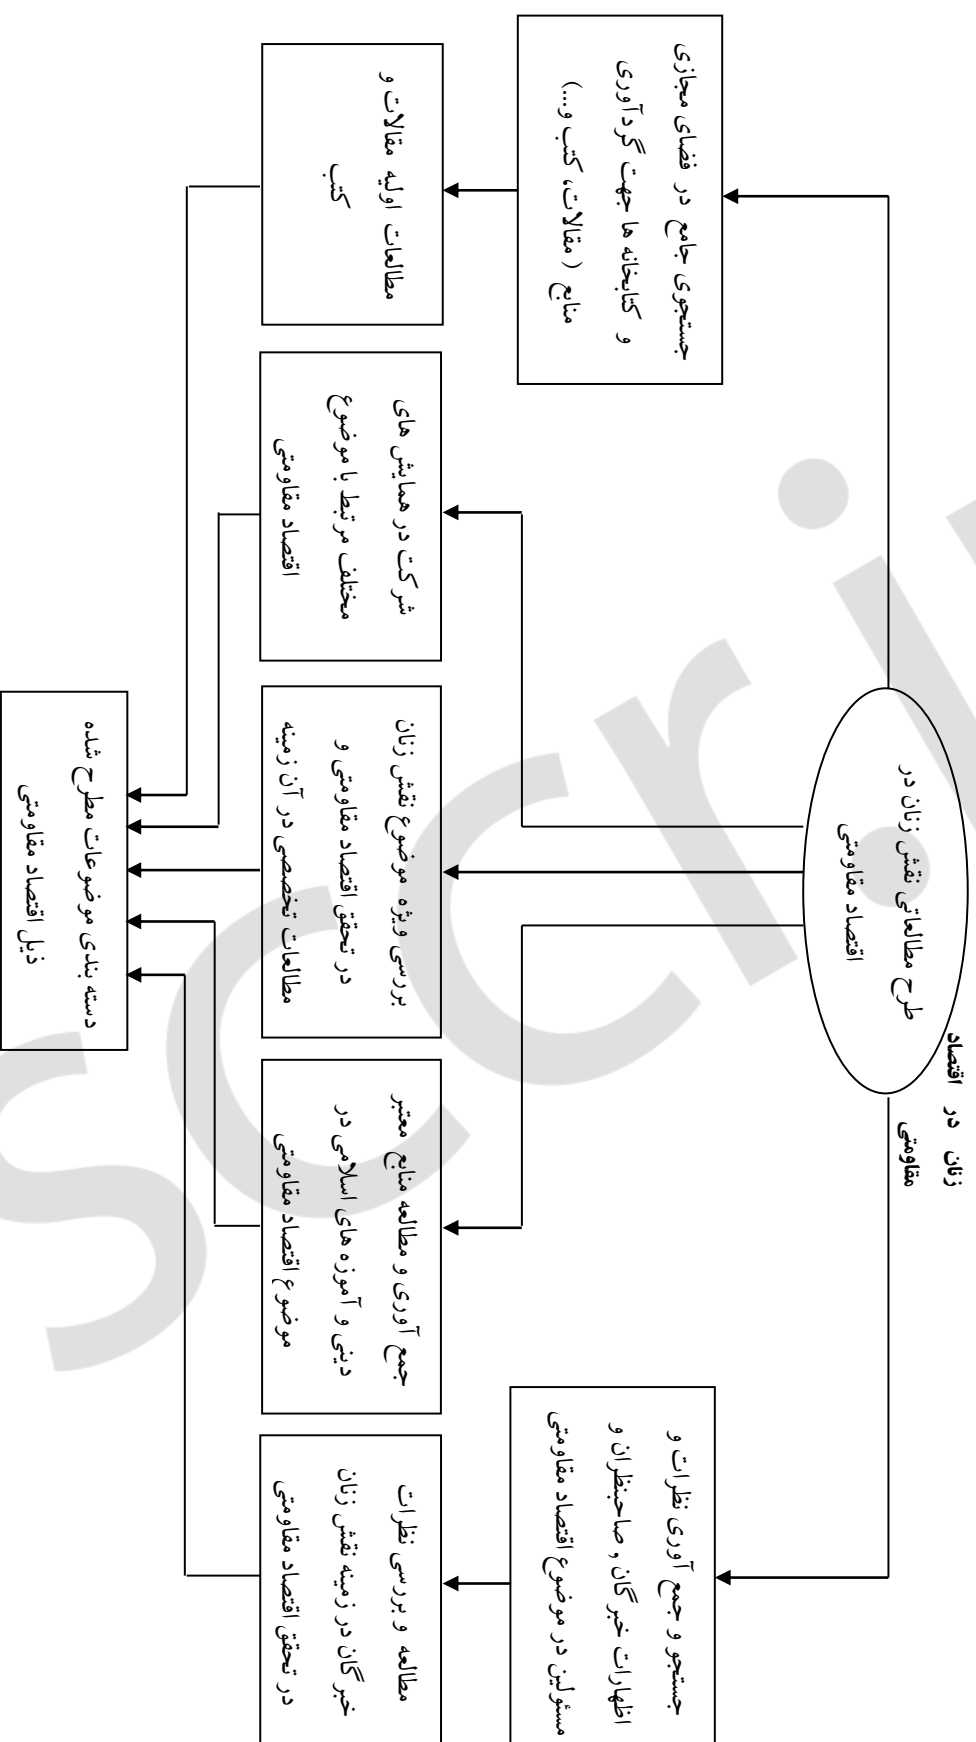 زنان در اقتصاد
مقاومتی
طرح مطالعاتی نقش زنان در
اقتصاد مقاومتی
جستجو و جمع آوری نظرات و
اظهارات خبرگان و صاحبنظران و
مسئولین در موضوع اقتصاد مقاومتی
جستجوی جامع در فضای مجازی
و کتابخانه ها جهت گردآوری
منابع (مقالات، کتب و...)
مطالعه و بررسی نظرات
خبرگان در زمینه نقش زنان
در تحقق اقتصاد مقاومتی
جمع آوری و مطالعه منابع معتبر
دینی و آموزه های اسلامی در
موضوع اقتصاد مقاومتی
بررسی ویژه موضوع نقش زنان
در تحقق اقتصاد مقاومتی و
مطالعات تخصصی در آن زمینه
شرکت در همایش های
مختلف مرتبط با موضوع
اقتصاد مقاومتی
مطالعات اولیه مقالات و
کتب
دسته بندی موضوعات مطرح شده
ذیل اقتصاد مقاومتی
sccr.i